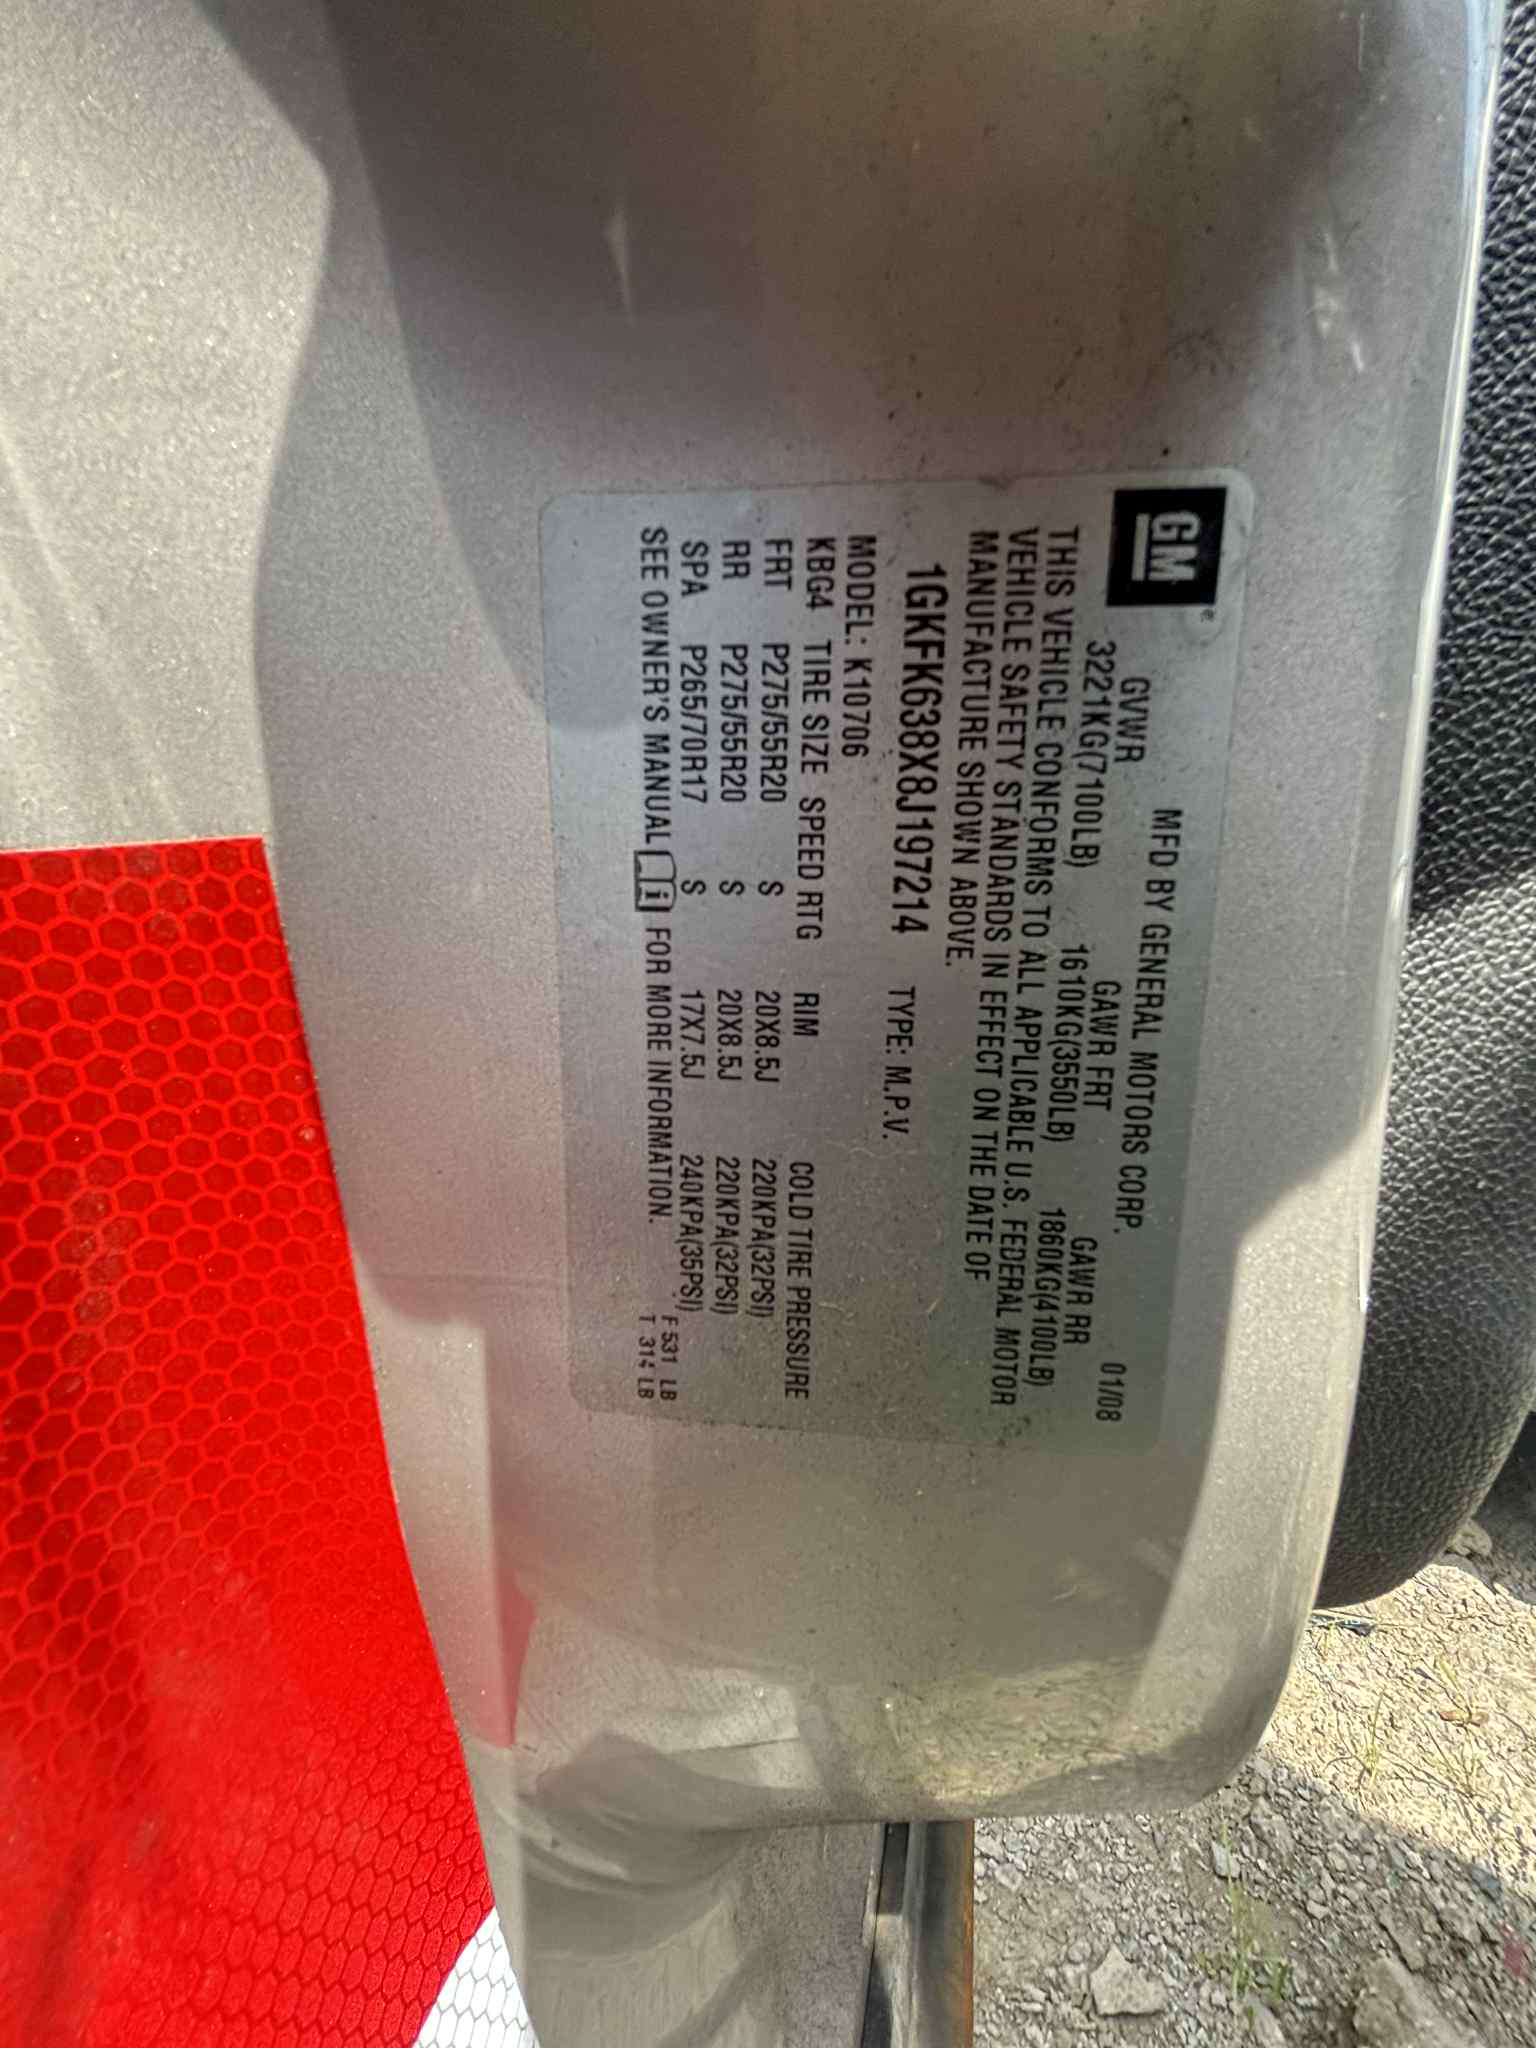 GM®
MFD BY GENERAL MOTORS CORP. 01/08
GVWR GAWR FRT GAWR RR
3221KG(7100LB) 1610KG(3550LB) 1860KG(4100LB)
THIS VEHICLE CONFORMS TO ALL APPLICABLE U.S. FEDERAL MOTOR
VEHICLE SAFETY STANDARDS IN EFFECT ON THE DATE OF
MANUFACTURE SHOWN ABOVE.
1GKFK638X8J197214 TYPE: M.P.V.
MODEL: K10706
KBG4 TIRE SIZE SPEED RTG RIM COLD TIRE PRESSURE
FRT P275/55R20 S 20X8.5J 220KPA(32PSI)
RR P275/55R20 S 20X8.5J 220KPA(32PSI)
SPA P265/70R17 S 17X7.5J 240KPA(35PSI) F 531 LB
SEE OWNER'S MANUAL i FOR MORE INFORMATION. T 314 LB